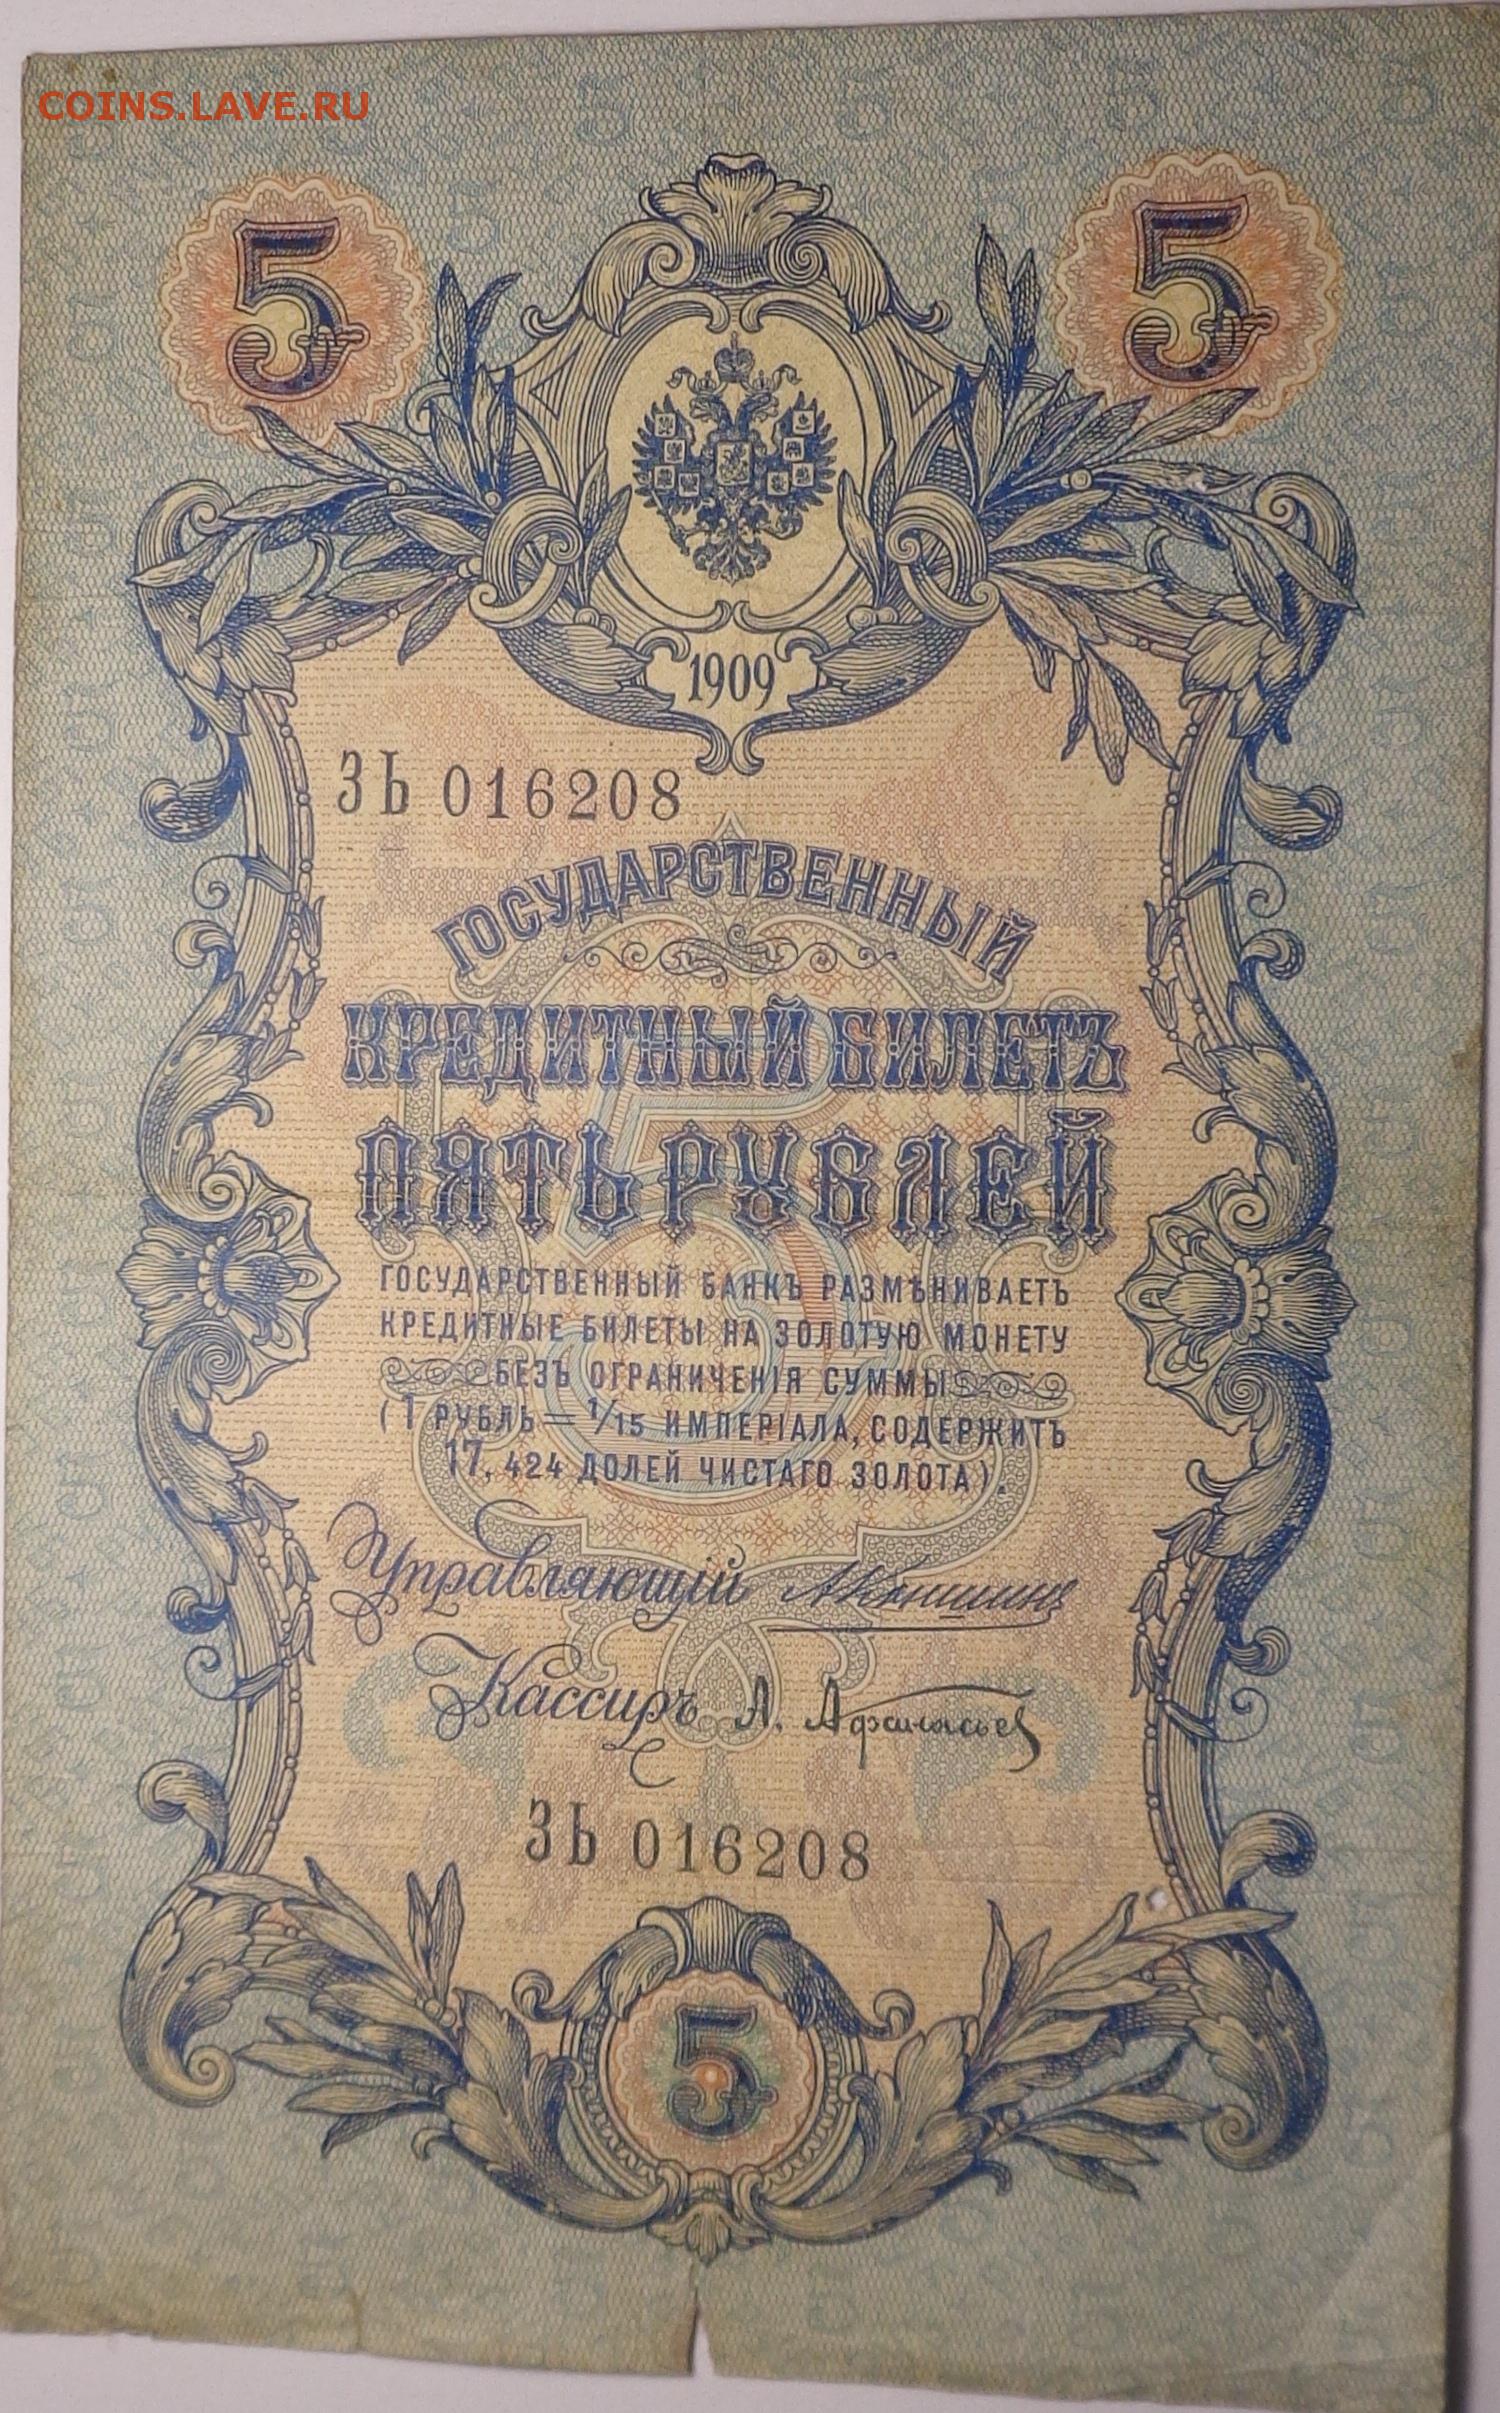 COINS.LAVE.RU
5 5
1909
ЗЬ 016208
ГОСУДАРСТВЕННЫЙ
КРЕДИТНЫЙ БИЛЕТЪ
ПЯТЬ РУБЛЕЙ
ГОСУДАРСТВЕННЫЙ БАНКЪ РАЗМѢНИВАЕТЪ
КРЕДИТНЫЕ БИЛЕТЫ НА ЗОЛОТУЮ МОНЕТУ
БЕЗЪ ОГРАНИЧЕНІЯ СУММЫ
(1 РУБЛЬ = 1/15 ИМПЕРІАЛА, СОДЕРЖИТЪ
17,424 ДОЛЕЙ ЧИСТАГО ЗОЛОТА).
Управляющій АКоншинъ
Кассиръ А. Афанасьев
ЗЬ 016208
5